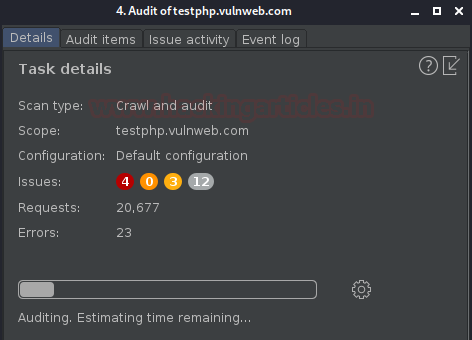 4. Audit of testphp.vulnweb.com
Details Audit items Issue activity Event log
Task details
Scan type: Crawl and audit
Scope: testphp.vulnweb.com
Configuration: Default configuration
Issues: 4 0 3 12
Requests: 20,677
Errors: 23
Auditing. Estimating time remaining...